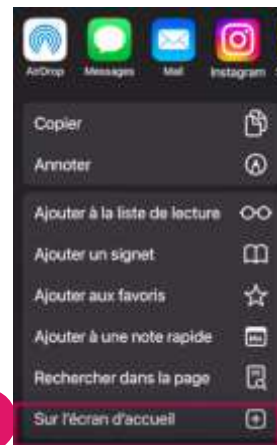 AirDrop Messages Mail Instagram
Copier
Annoter
Ajouter à la liste de lecture
Ajouter un signet
Ajouter aux favoris
Ajouter à une note rapide
Rechercher dans la page
Sur l'écran d'accueil